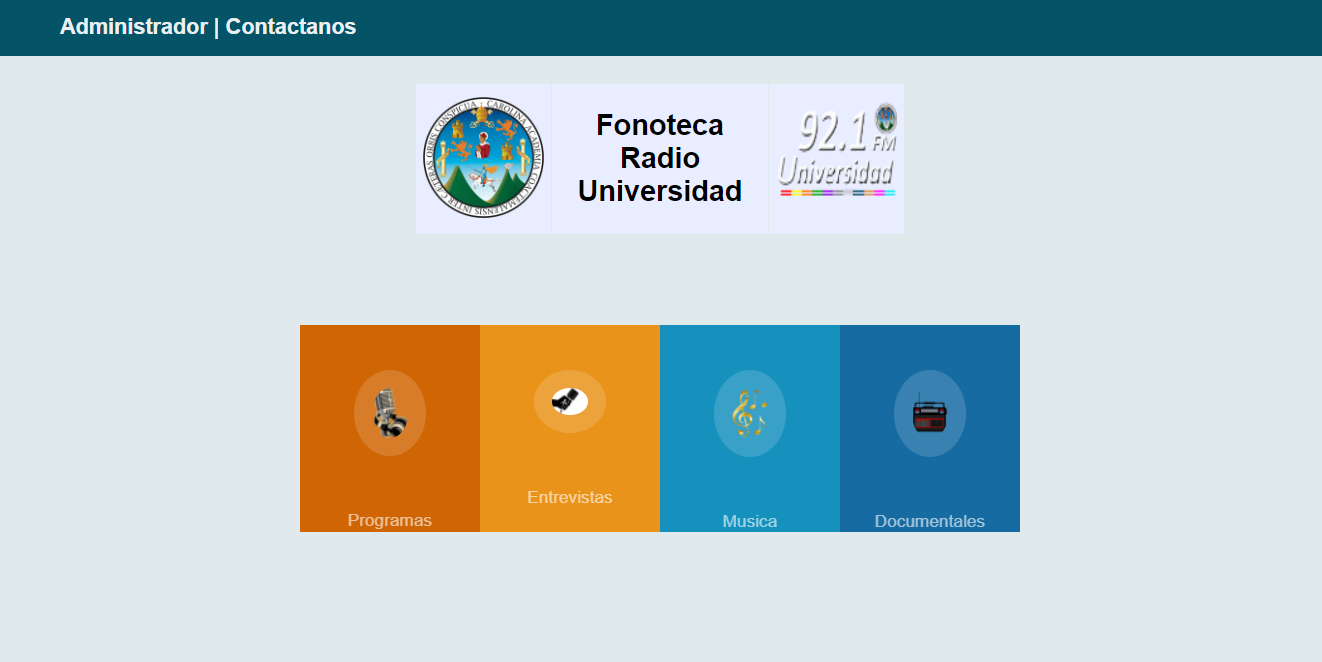 Administrador | Contactanos
CAROLINA ACADEMIA COACTEMALENSIS INTER CAETERAS ORBIS CONSPICUA
Fonoteca
Radio
Universidad
92.1
FM
Universidad
Programas
Entrevistas
Musica
Documentales